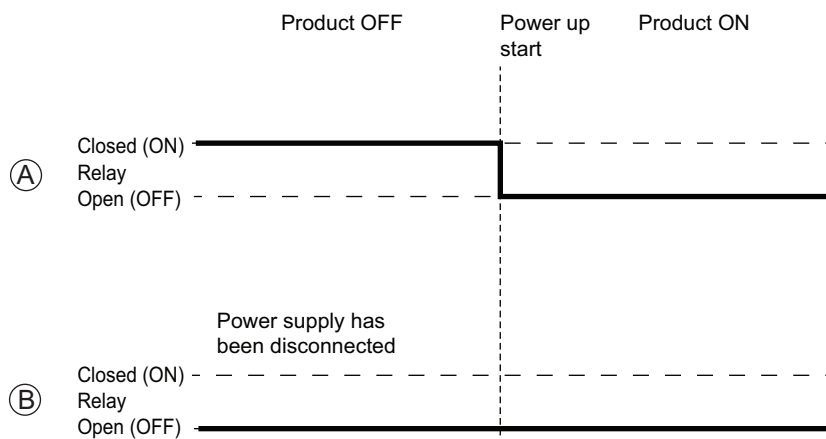 Product OFF
Power up
start
Product ON
A
Closed (ON)
Relay
Open (OFF)
Power supply has
been disconnected
B
Closed (ON)
Relay
Open (OFF)